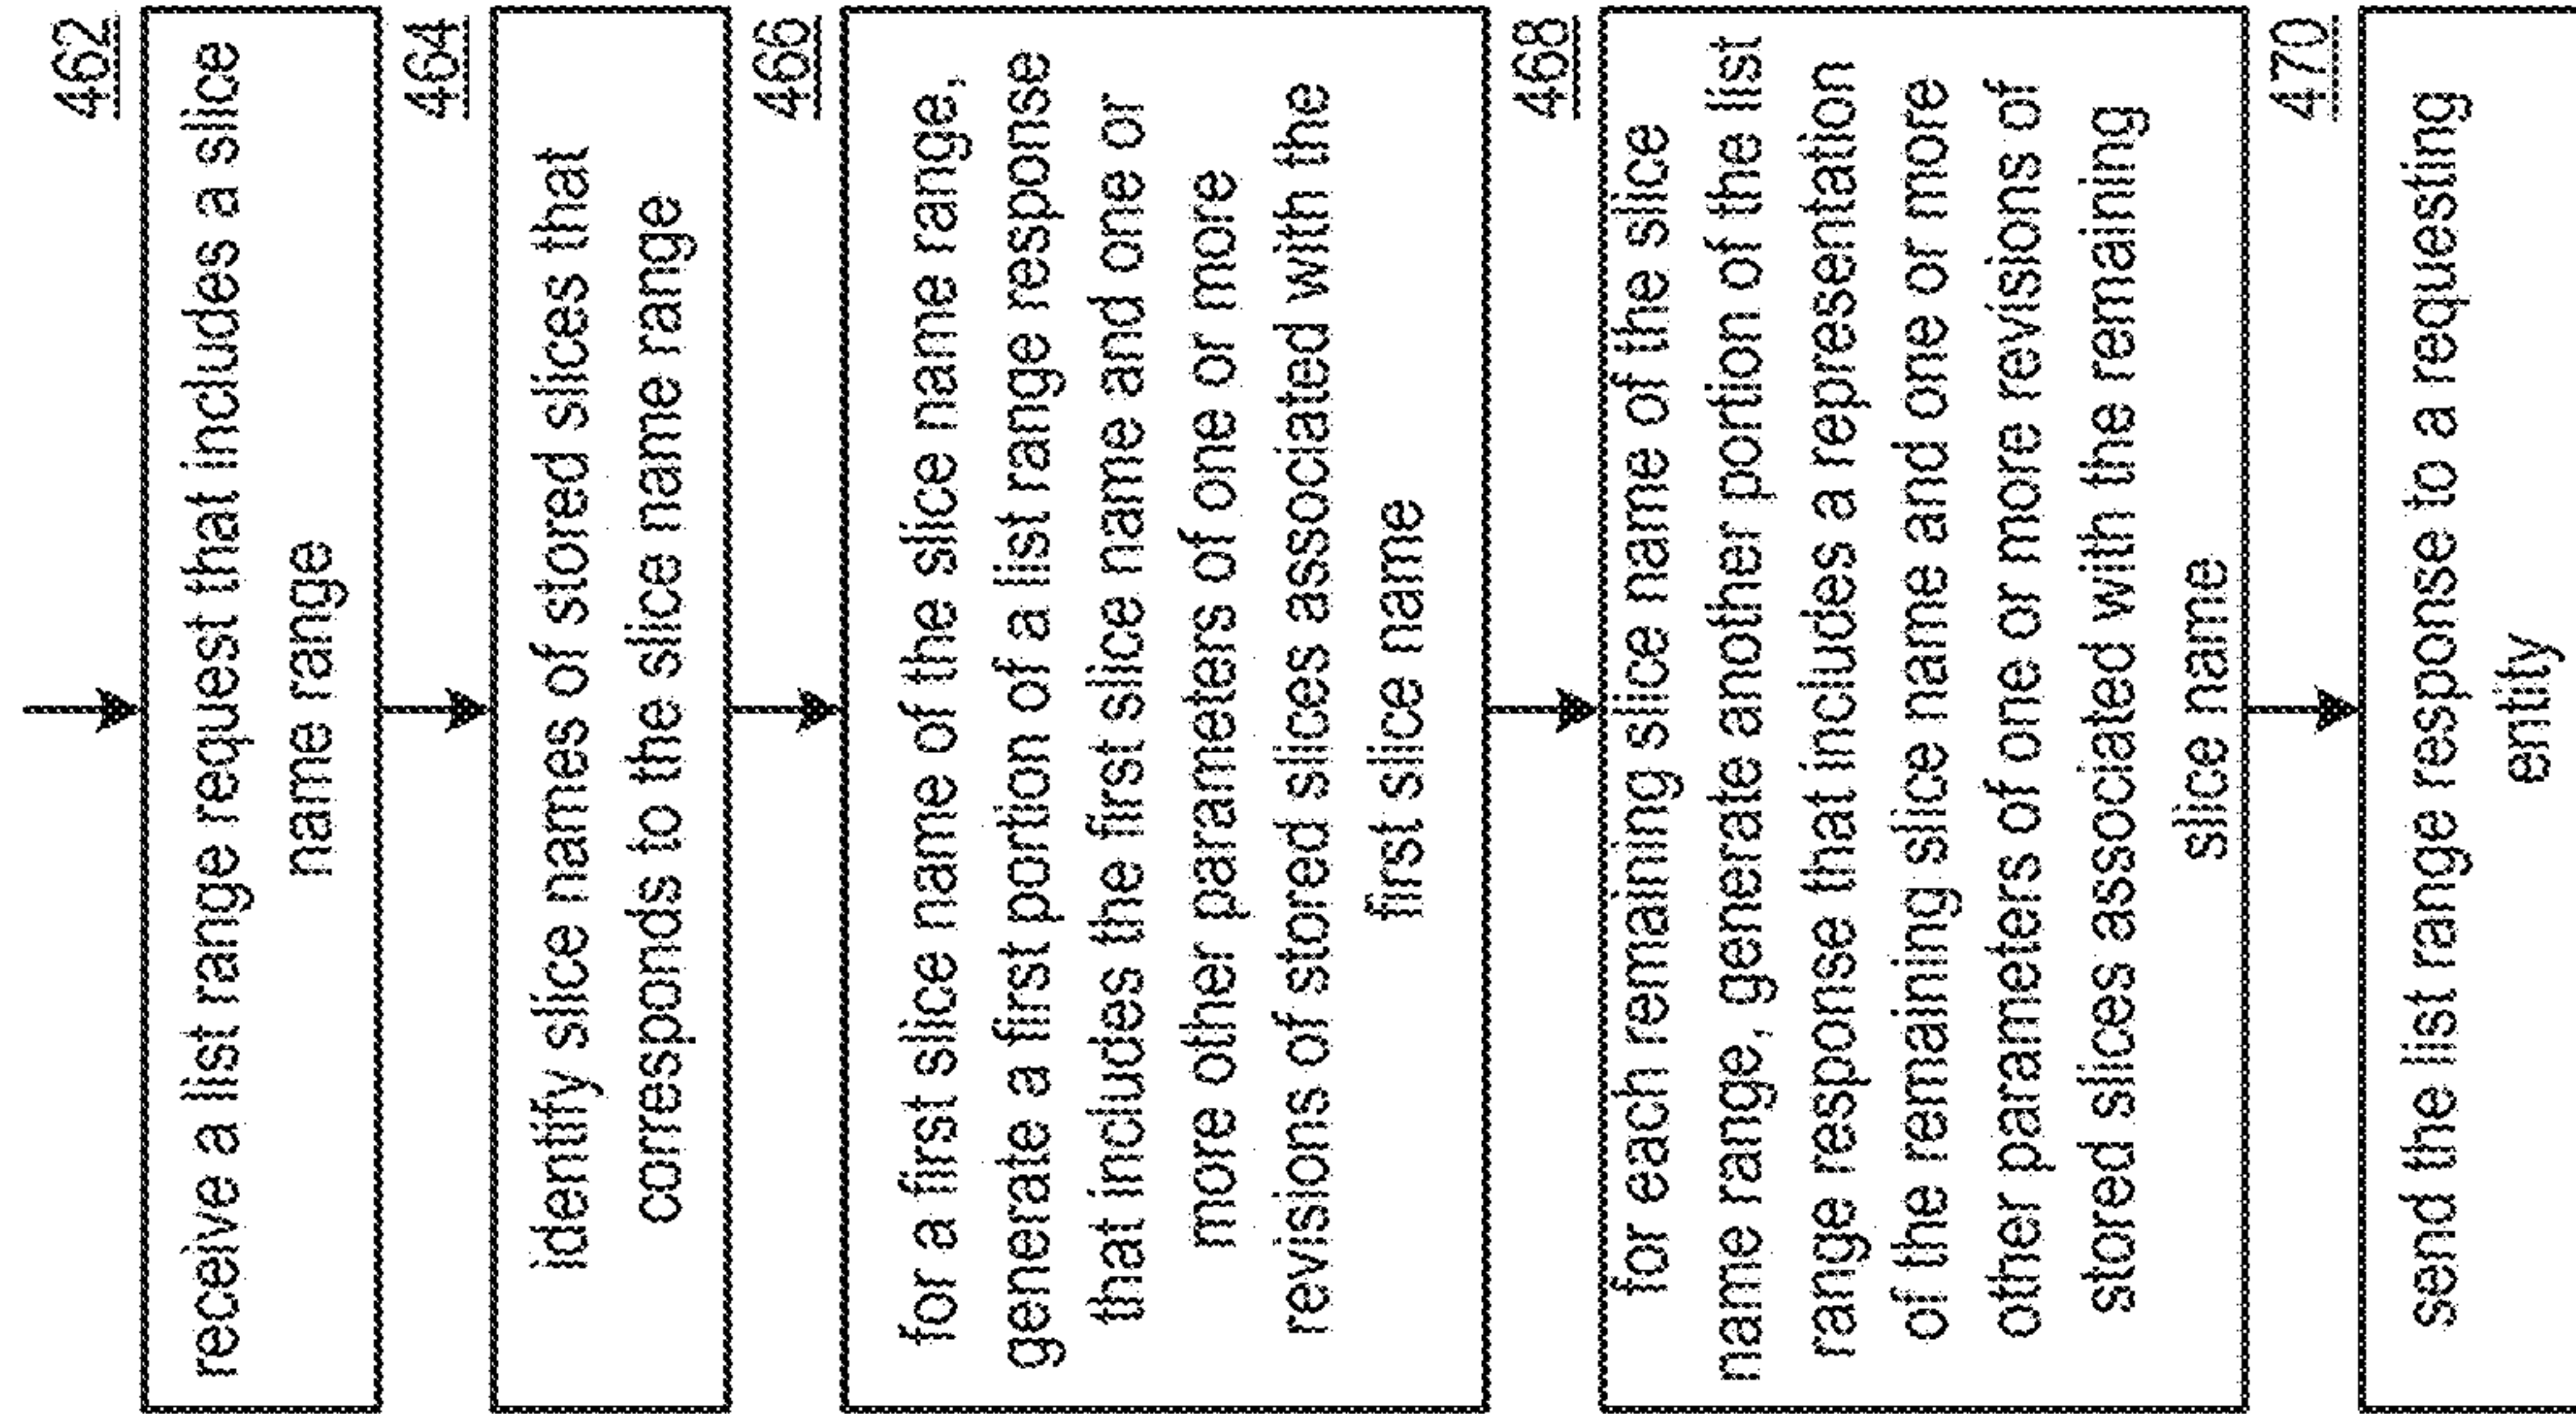 462
receive a list range request that includes a slice
name range
464
identify slice names of stored slices that
corresponds to the slice name range
466
for a first slice name of the slice name range,
generate a first portion of a list range response
that includes the first slice name and one or
more other parameters of one or more
revisions of stored slices associated with the
first slice name
468
for each remaining slice name of the slice
name range, generate another portion of the list
range response that includes a representation
of the remaining slice name and one or more
other parameters of one or more revisions of
stored slices associated with the remaining
slice name
470
send the list range response to a requesting
entity